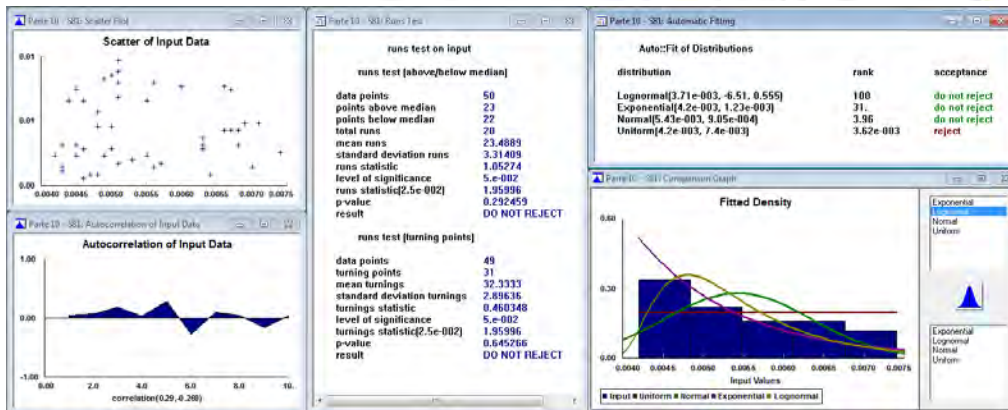 Parte 10 - S81: Scatter Plot
Scatter of Input Data
0.01
0.01
0.00
0.0040 0.0045 0.0050 0.0055 0.0060 0.0065 0.0070 0.0075
Parte 10 - S81: Autocorrelation of Input Data
Autocorrelation of Input Data
1.00
0.00
-1.00
0.00 2.0 4.0 6.0 8.0 10.
correlation(0.29,-0.268)
Parte 10 - S81: Runs Test
runs test on input
runs test (above/below median)
data points 50
points above median 23
points below median 22
total runs 20
mean runs 23.4889
standard deviation runs 3.31409
runs statistic 1.05274
level of significance 5.e-002
runs statistic(2.5e-002) 1.95996
p-value 0.292459
result DO NOT REJECT
runs test (turning points)
data points 49
turning points 31
mean turnings 32.3333
standard deviation turnings 2.89636
turnings statistic 0.460348
level of significance 5.e-002
turnings statistic(2.5e-002) 1.95996
p-value 0.645266
result DO NOT REJECT
Parte 10 - S81: Automatic Fitting
Auto::Fit of Distributions
distribution rank acceptance
Lognormal(3.71e-003, -6.51, 0.555) 100 do not reject
Exponential(4.2e-003, 1.23e-003) 31. do not reject
Normal(5.43e-003, 9.05e-004) 3.96 do not reject
Uniform(4.2e-003, 7.4e-003) 3.62e-003 reject
Parte 10 - S81: Comparison Graph
Fitted Density
0.60
0.30
0.00
0.0040 0.0045 0.0050 0.0055 0.0060 0.0065 0.0070 0.0075
Input Values
Input Uniform Normal Exponential Lognormal
Exponential
Lognormal
Normal
Uniform
Exponential
Lognormal
Normal
Uniform